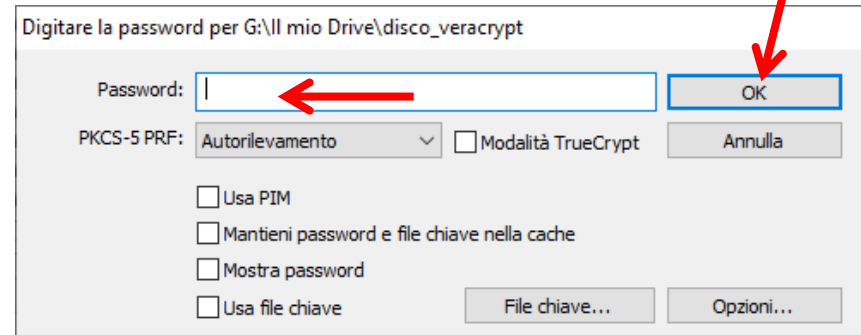 Digitare la password per G:\Il mio Drive\disco_veracrypt
Password: OK
PKCS-5 PRF: Autorilevamento Modalità TrueCrypt Annulla
Usa PIM
Mantieni password e file chiave nella cache
Mostra password
Usa file chiave File chiave... Opzioni...